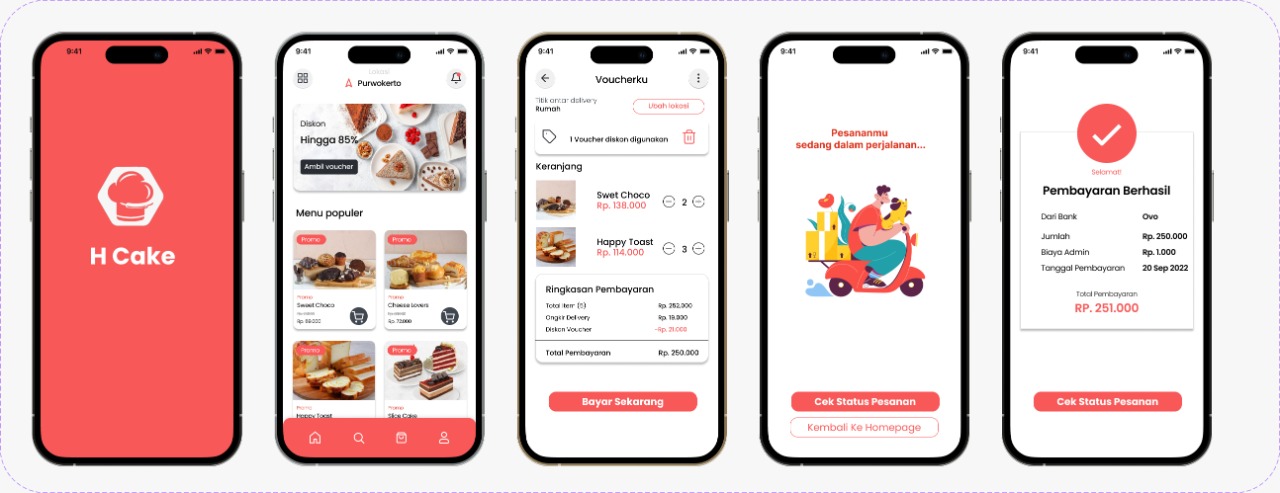 9:41
H Cake
9:41
Lokasi
Purwokerto
Diskon
Hingga 85%
Ambil voucher
Menu populer
Promo
Promo
Promo
Sweet Choco
Promo
Cheese Lovers
Rp. 72.000
Promo
Promo
Promo
Happy Toast
Promo
Slice Cake
9:41
Voucherku
Titik antar delivery
Rumah
Ubah lokasi
1 Voucher diskon digunakan
Keranjang
Swet Choco
Rp. 138.000
2
Happy Toast
Rp. 114.000
3
Ringkasan Pembayaran
Total Item (5)
Rp. 252.000
Ongkir Delivery
Rp. 19.000
Diskon Voucher
-Rp. 21.000
Total Pembayaran
Rp. 250.000
Bayar Sekarang
9:41
Pesananmu
sedang dalam perjalanan...
Cek Status Pesanan
Kembali Ke Homepage
9:41
Selamat!
Pembayaran Berhasil
Dari Bank
Ovo
Jumlah
Rp. 250.000
Biaya Admin
Rp. 1.000
Tanggal Pembayaran
20 Sep 2022
Total Pembayaran
RP. 251.000
Cek Status Pesanan